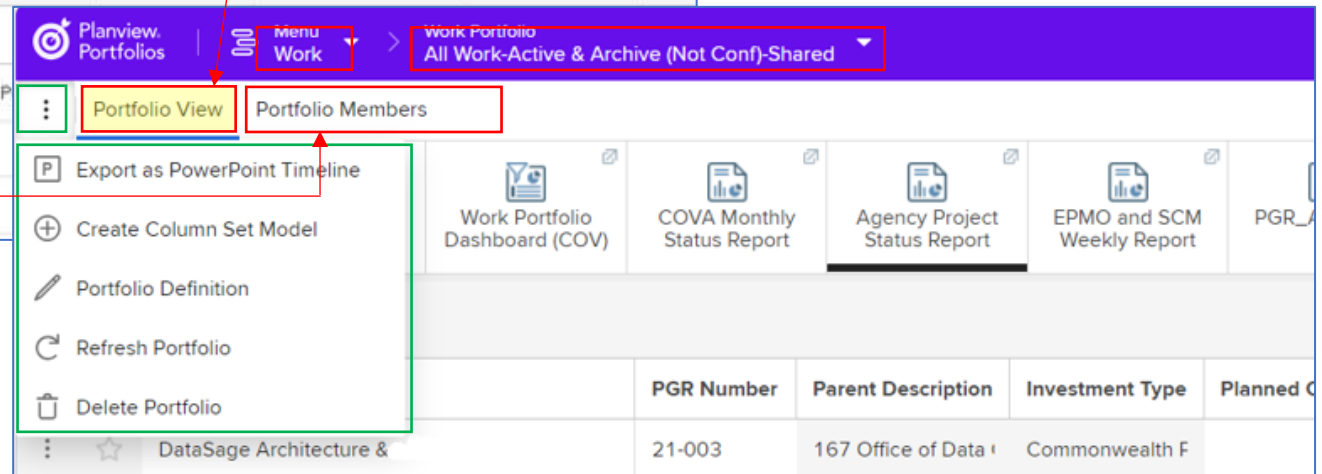 Planview.
Portfolios
Menu
Work
Work Portfolio
All Work-Active & Archive (Not Conf)-Shared
Portfolio View
Portfolio Members
P
Export as PowerPoint Timeline
Create Column Set Model
Portfolio Definition
Refresh Portfolio
Delete Portfolio
Work Portfolio
Dashboard (COV)
COVA Monthly
Status Report
Agency Project
Status Report
EPMO and SCM
Weekly Report
PGR_A
PGR Number
Parent Description
Investment Type
Planned C
DataSage Architecture &
21-003
167 Office of Data
Commonwealth P